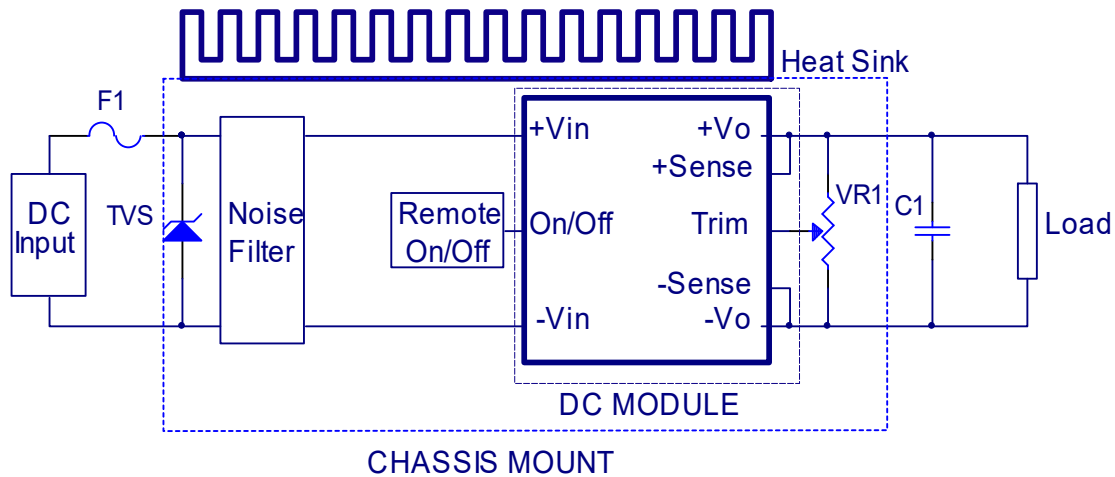 Heat Sink
F1
+Vin
+Vo
+Sense
DC
Input
TVS
Noise
Filter
Remote
On/Off
On/Off
Trim
VR1
C1
Load
-Sense
-Vin
-Vo
DC MODULE
CHASSIS MOUNT